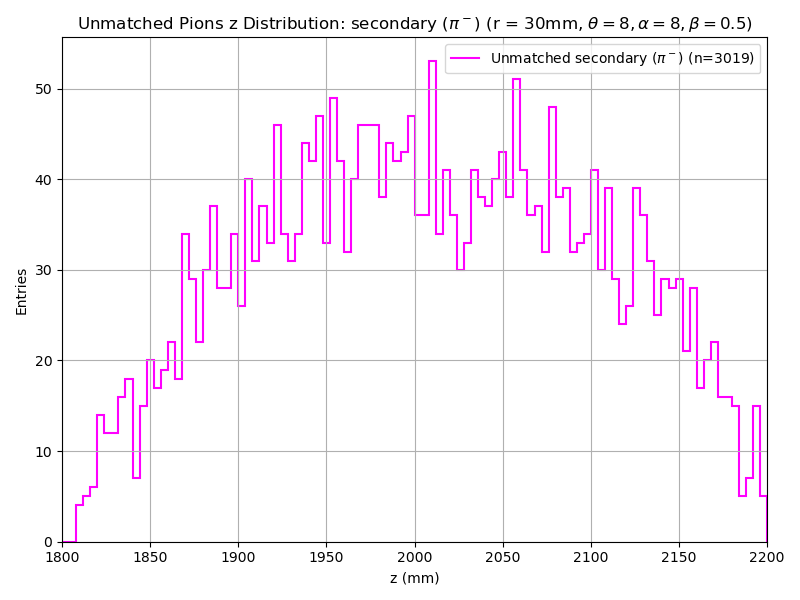 Unmatched Pions z Distribution: secondary (π⁻) (r = 30mm, θ = 8, α = 8, β = 0.5)
Unmatched secondary (π⁻) (n=3019)
50
40
30
20
10
0
Entries
1800 1850 1900 1950 2000 2050 2100 2150 2200
z (mm)